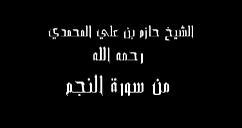 الشيخ حازم بن علي المحمدي
رحمه الله
من سورة النجم